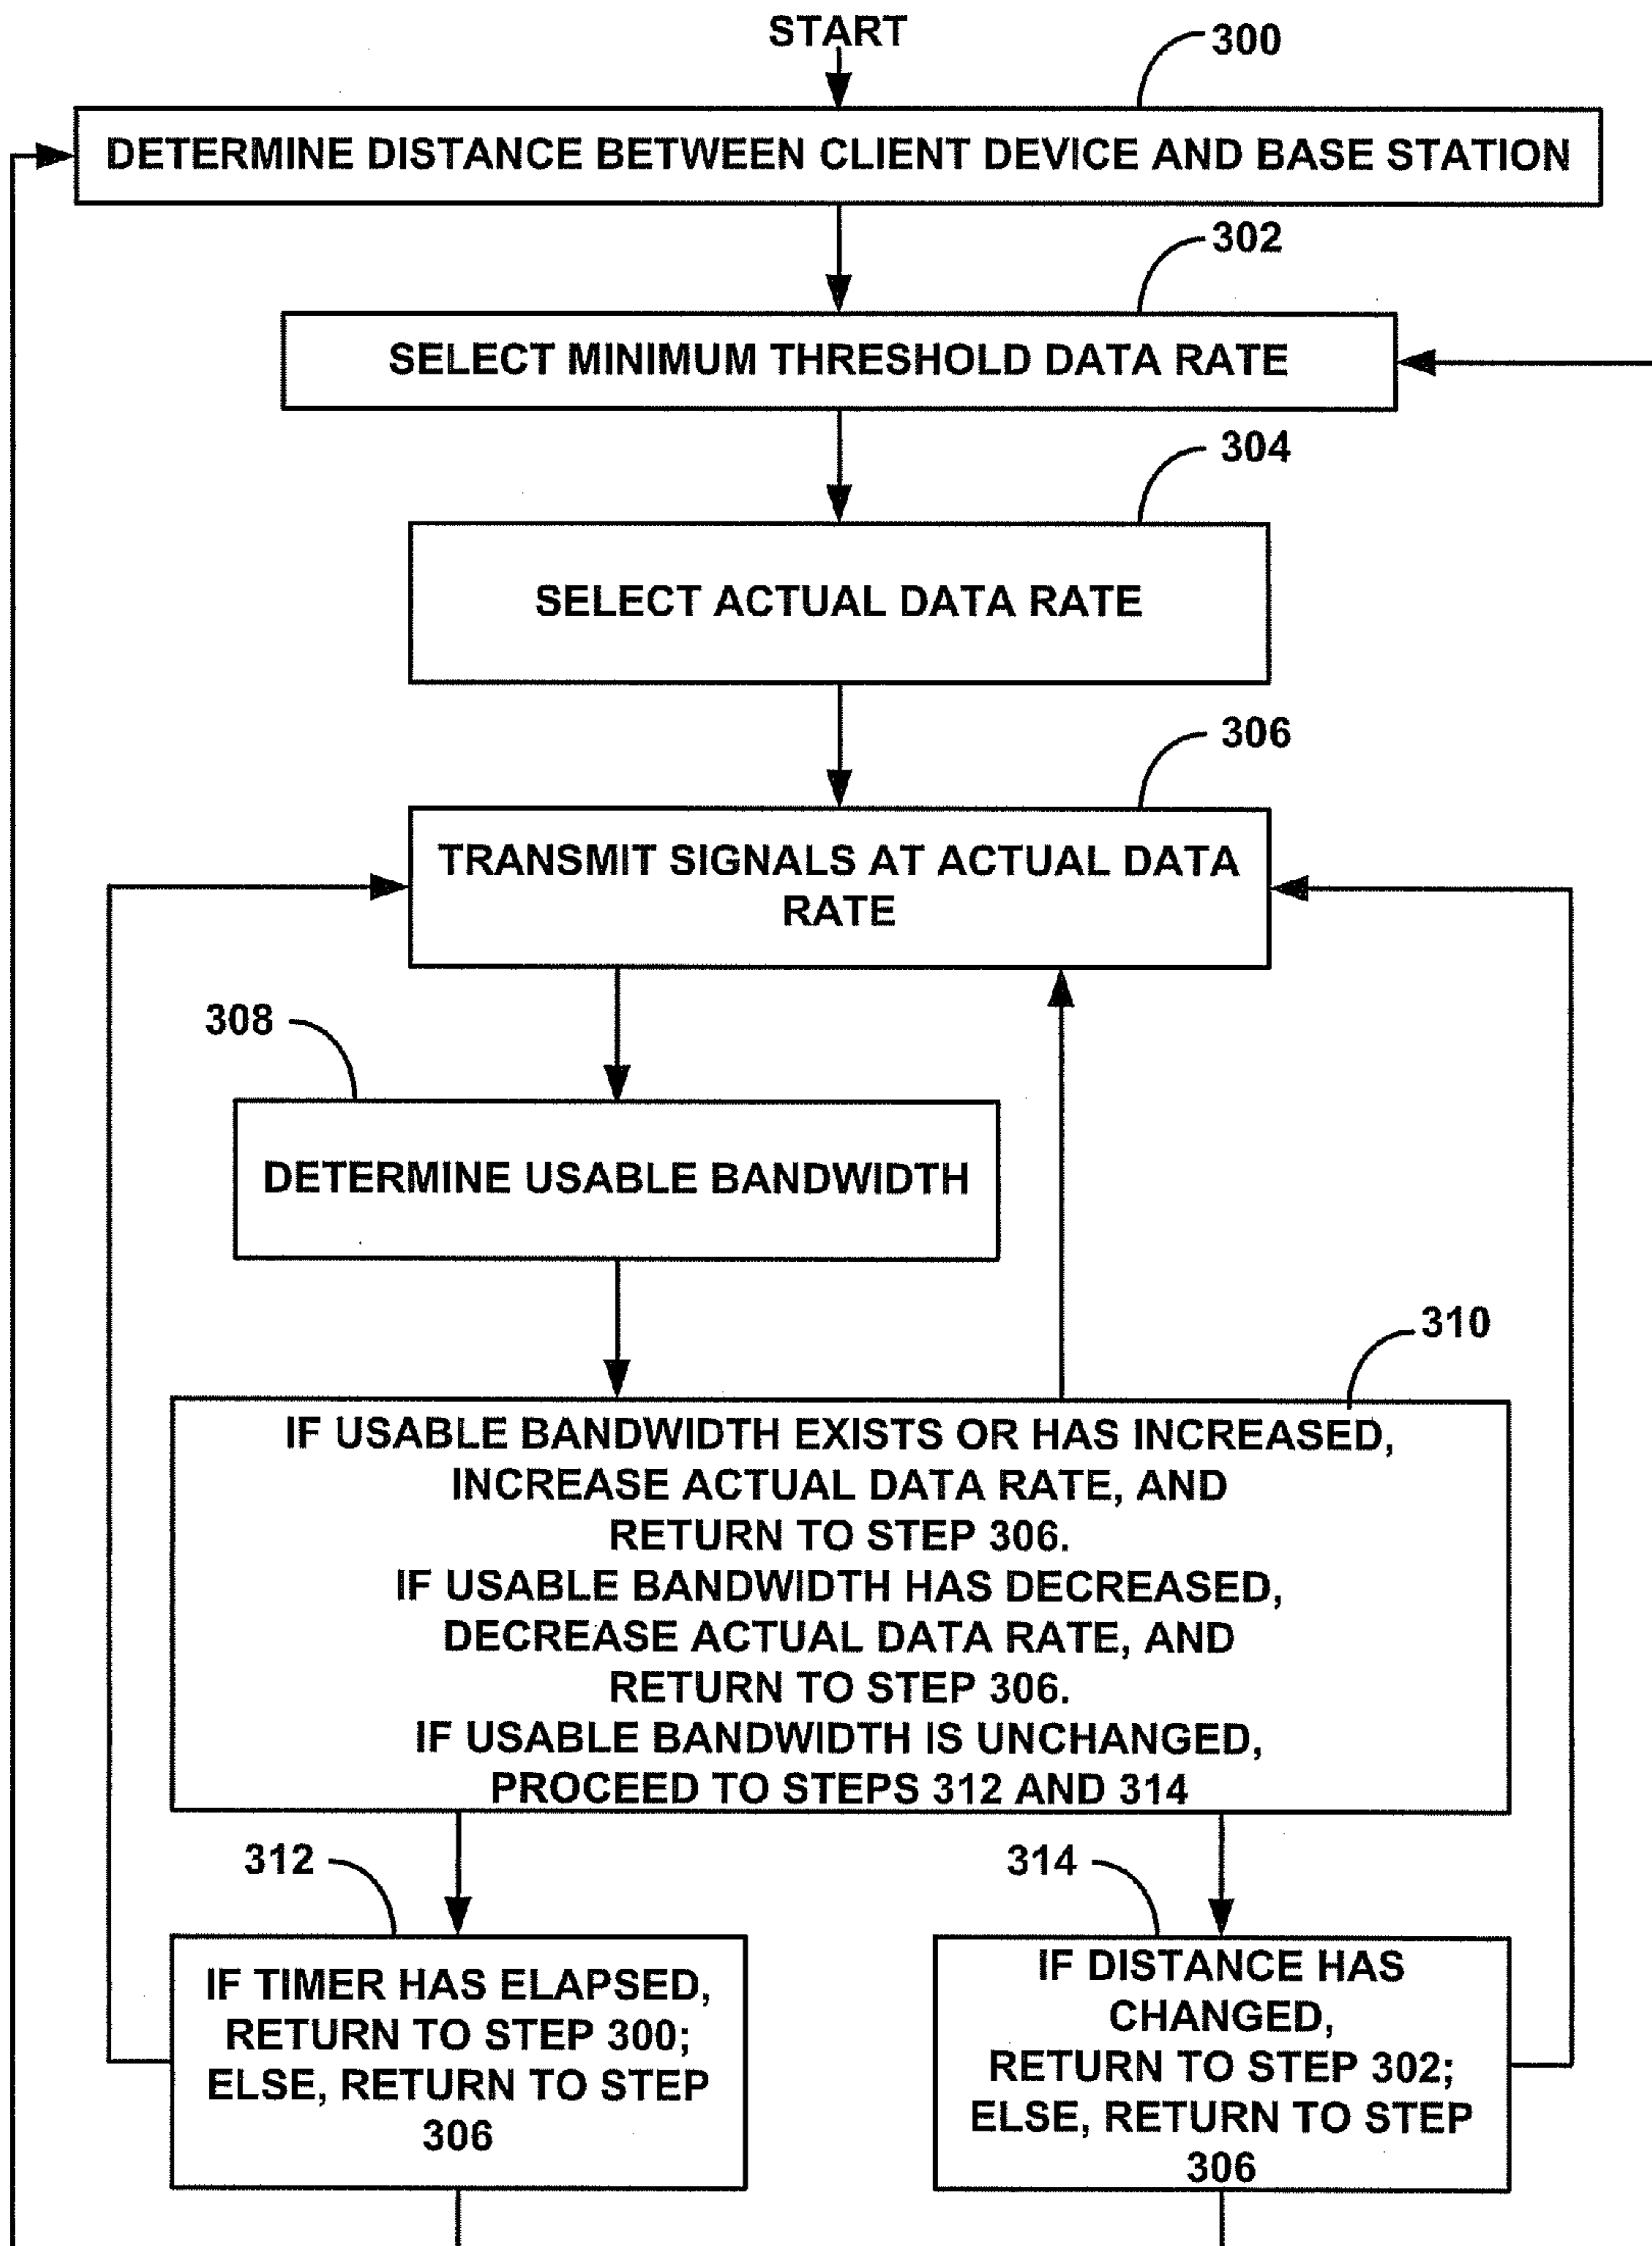 START
300
DETERMINE DISTANCE BETWEEN CLIENT DEVICE AND BASE STATION
302
SELECT MINIMUM THRESHOLD DATA RATE
304
SELECT ACTUAL DATA RATE
306
TRANSMIT SIGNALS AT ACTUAL DATA
RATE
308
DETERMINE USABLE BANDWIDTH
310
IF USABLE BANDWIDTH EXISTS OR HAS INCREASED,
INCREASE ACTUAL DATA RATE, AND
RETURN TO STEP 306.
IF USABLE BANDWIDTH HAS DECREASED,
DECREASE ACTUAL DATA RATE, AND
RETURN TO STEP 306.
IF USABLE BANDWIDTH IS UNCHANGED,
PROCEED TO STEPS 312 AND 314
312
IF TIMER HAS ELAPSED,
RETURN TO STEP 300;
ELSE, RETURN TO STEP
306
314
IF DISTANCE HAS
CHANGED,
RETURN TO STEP 302;
ELSE, RETURN TO STEP
306